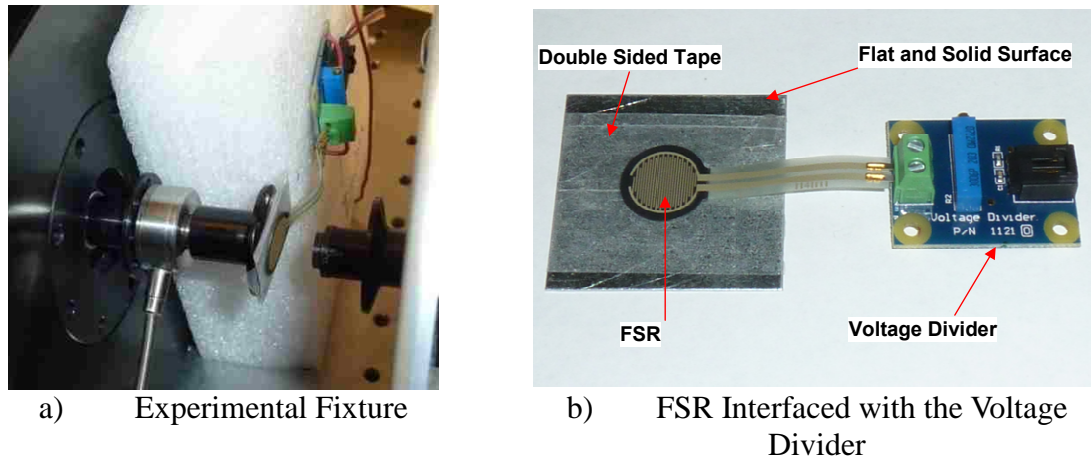 Double Sided Tape
Flat and Solid Surface
R2
Voltage Divider
P/N 1121
FSR
Voltage Divider
a) Experimental Fixture
b) FSR Interfaced with the Voltage
Divider